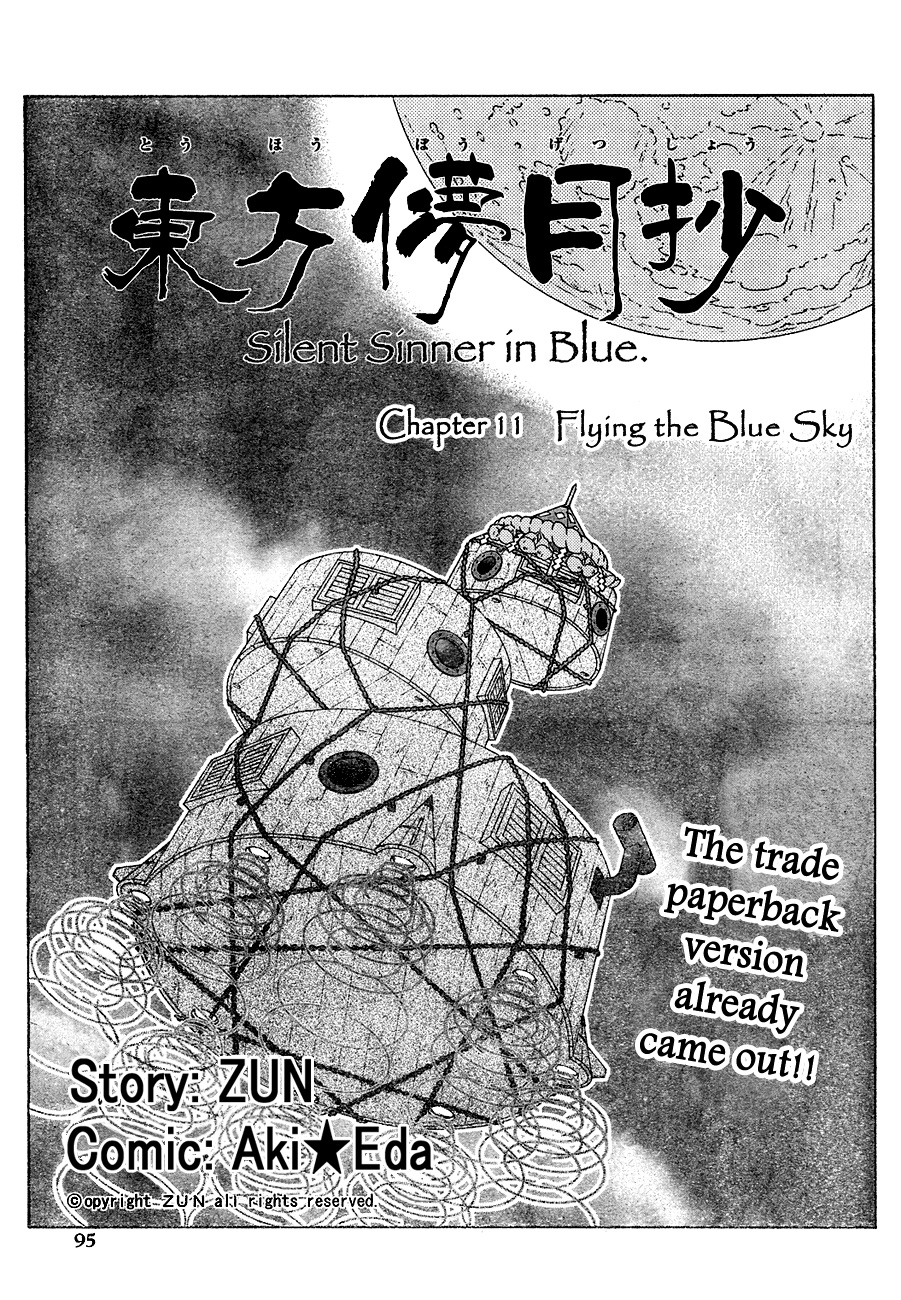 とう ほう ぼう げつ しょう
東方儚月抄
Silent Sinner in Blue.
Chapter 11 Flying the Blue Sky
The trade
paperback
version
already
came out!!
Story: ZUN
Comic: Aki★Eda
©opyright ZUN all rights reserved.
95